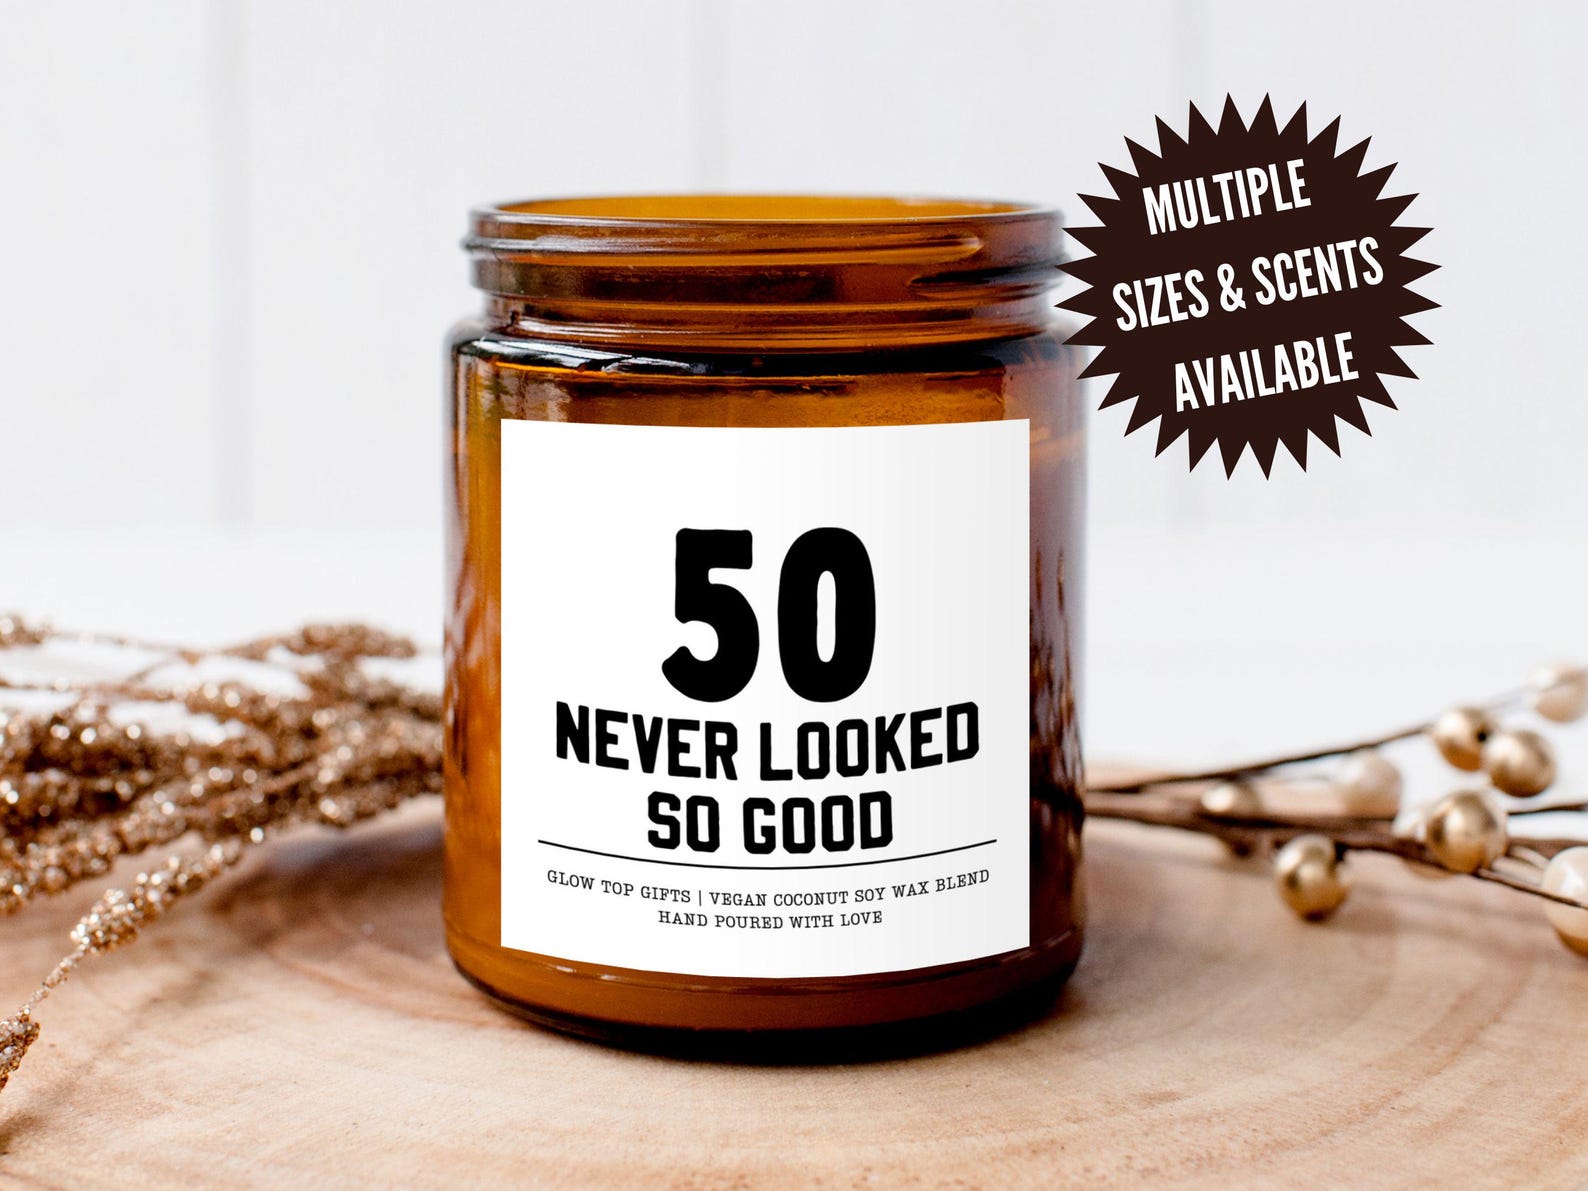 50
NEVER LOOKED
SO GOOD
GLOW TOP GIFTS | VEGAN COCONUT SOY WAX BLEND
HAND POURED WITH LOVE
MULTIPLE
SIZES & SCENTS
AVAILABLE